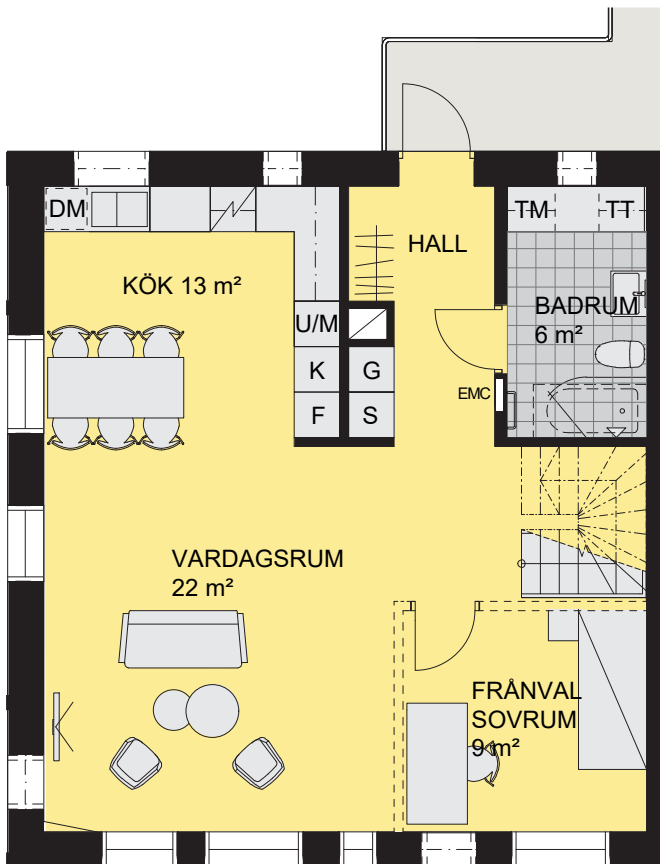 DM
TM
TT
HALL
KÖK 13 m²
BADRUM
6 m²
U/M
K
G
EMC
F
S
VARDAGSRUM
22 m²
FRÅNVAL
SOVRUM
9 m²